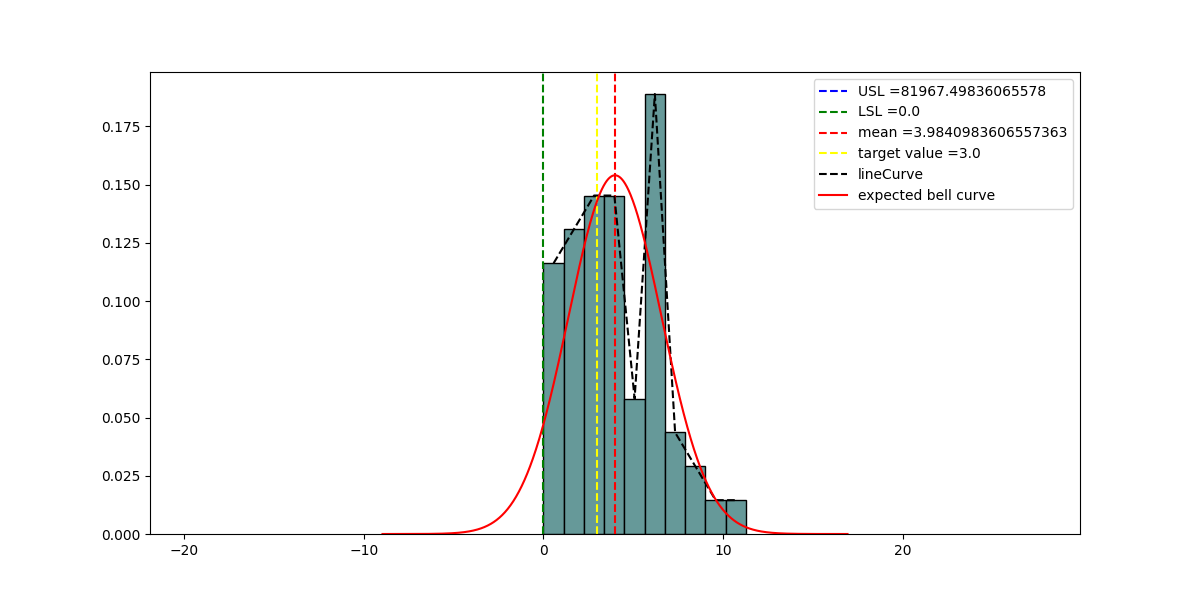 USL =81967.49836065578
LSL =0.0
mean =3.9840983606557363
target value =3.0
lineCurve
expected bell curve
0.175
0.150
0.125
0.100
0.075
0.050
0.025
0.000
−20
−10
0
10
20